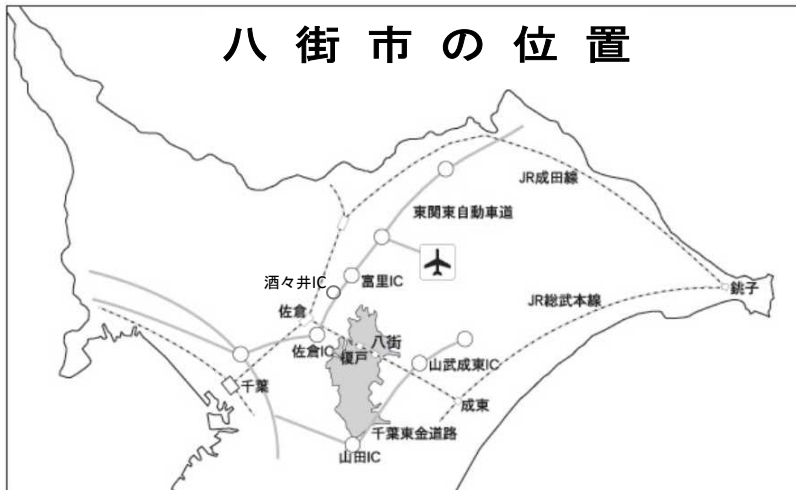 八街市の位置
JR成田線
東関東自動車道
酒々井IC
富里IC
銚子
JR総武本線
佐倉
佐倉IC
榎戸
八街
山武成東IC
千葉
成東
千葉東金道路
山田IC